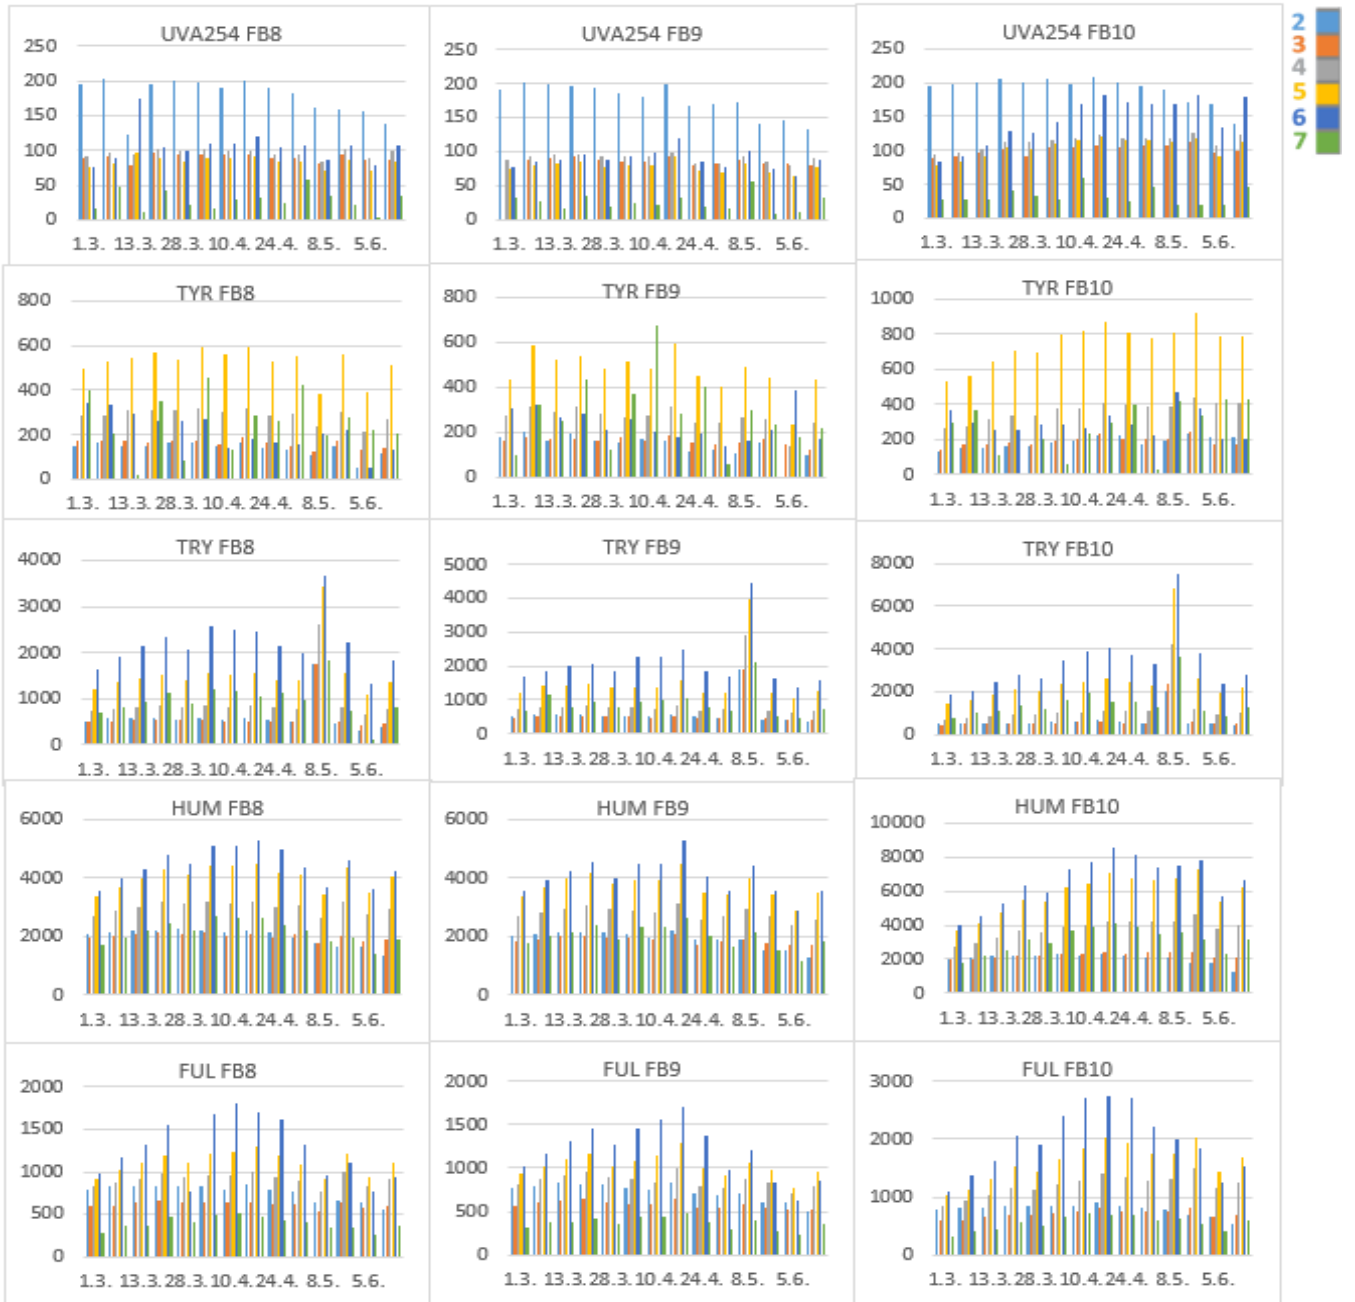 UVA254 FB8
250
200
150
100
50
0
1.3. 13.3. 28.3. 10.4. 24.4. 8.5. 5.6.
UVA254 FB9
250
200
150
100
50
0
1.3. 13.3. 28.3. 10.4. 24.4. 8.5. 5.6.
UVA254 FB10
250
200
150
100
50
0
1.3. 13.3. 28.3. 10.4. 24.4. 8.5. 5.6.
2
3
4
5
6
7
TYR FB8
800
600
400
200
0
1.3. 13.3. 28.3. 10.4. 24.4. 8.5. 5.6.
TYR FB9
800
600
400
200
0
1.3. 13.3. 28.3. 10.4. 24.4. 8.5. 5.6.
TYR FB10
1000
800
600
400
200
0
1.3. 13.3. 28.3. 10.4. 24.4. 8.5. 5.6.
TRY FB8
4000
3000
2000
1000
0
1.3. 13.3. 28.3. 10.4. 24.4. 8.5. 5.6.
TRY FB9
5000
4000
3000
2000
1000
0
1.3. 13.3. 28.3. 10.4. 24.4. 8.5. 5.6.
TRY FB10
8000
6000
4000
2000
0
1.3. 13.3. 28.3. 10.4. 24.4. 8.5. 5.6.
HUM FB8
6000
4000
2000
0
1.3. 13.3. 28.3. 10.4. 24.4. 8.5. 5.6.
HUM FB9
6000
4000
2000
0
1.3. 13.3. 28.3. 10.4. 24.4. 8.5. 5.6.
HUM FB10
10000
8000
6000
4000
2000
0
1.3. 13.3. 28.3. 10.4. 24.4. 8.5. 5.6.
FUL FB8
2000
1500
1000
500
0
1.3. 13.3. 28.3. 10.4. 24.4. 8.5. 5.6.
FUL FB9
2000
1500
1000
500
0
1.3. 13.3. 28.3. 10.4. 24.4. 8.5. 5.6.
FUL FB10
3000
2000
1000
0
1.3. 13.3. 28.3. 10.4. 24.4. 8.5. 5.6.